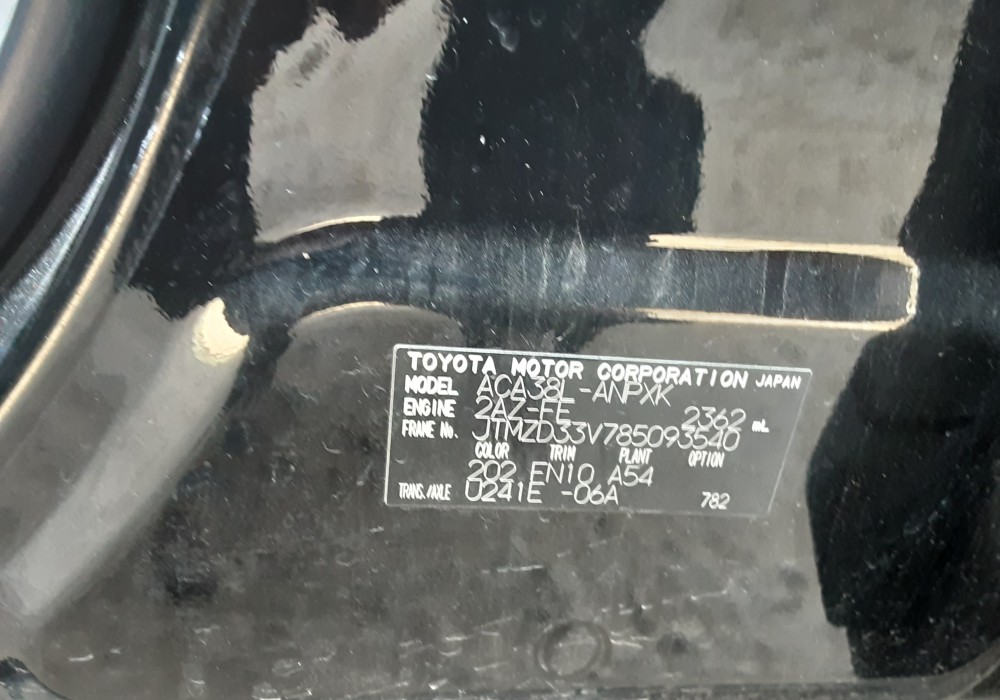 TOYOTA MOTOR CORPORATION JAPAN
MODEL ACA38L-ANPXK
ENGINE 2AZ-FE 2362 mL
FRAME No. JTMZD33V785093540
COLOR TRIM PLANT OPTION
202 EN10 A54
TRANS./AXLE U241E -06A 782